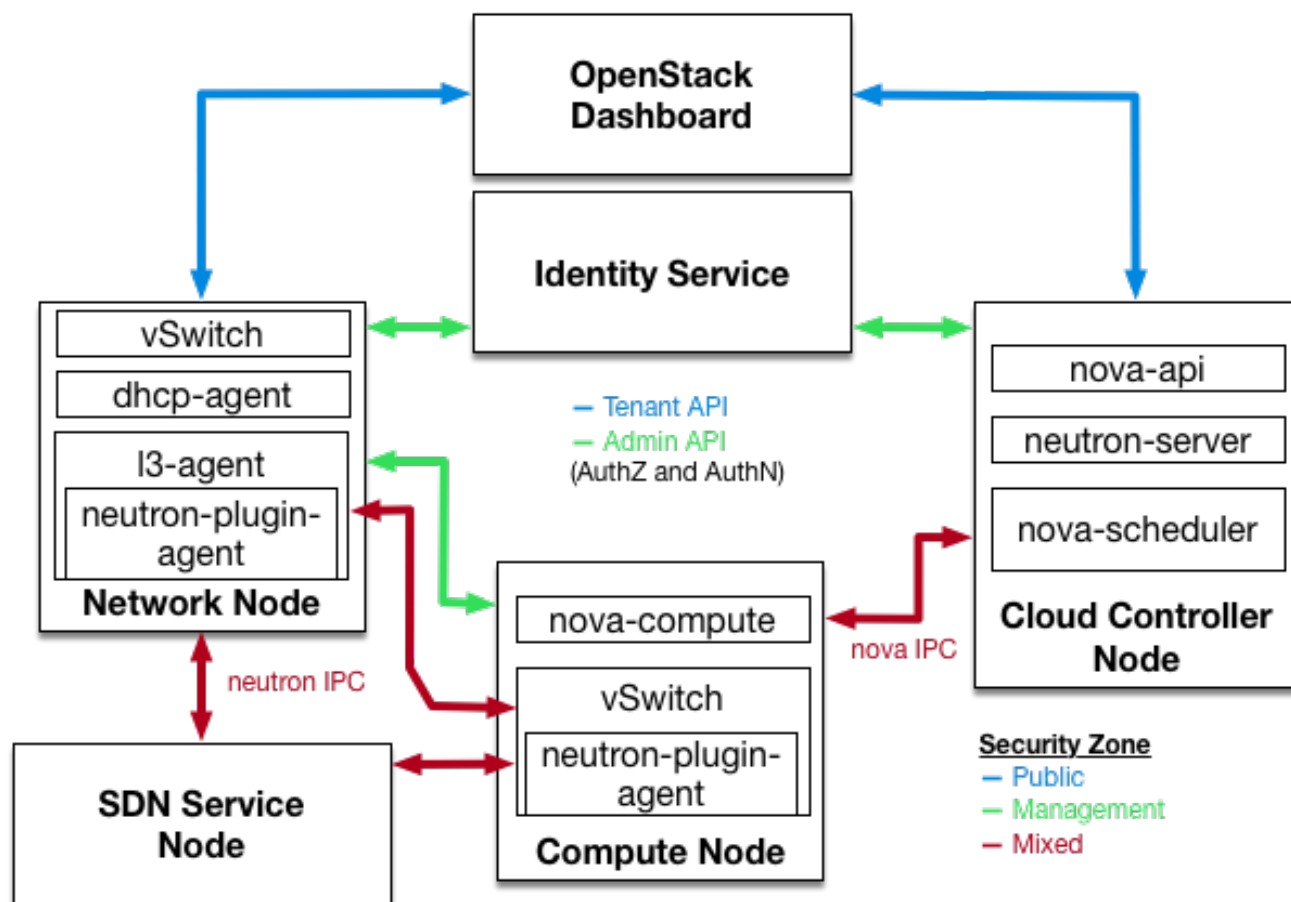 OpenStack
Dashboard
Identity Service
vSwitch
dhcp-agent
l3-agent
neutron-plugin-
agent
Network Node
— Tenant API
— Admin API
(AuthZ and AuthN)
nova-api
neutron-server
nova-scheduler
Cloud Controller
Node
nova-compute
vSwitch
neutron-plugin-
agent
Compute Node
nova IPC
neutron IPC
SDN Service
Node
Security Zone
— Public
— Management
— Mixed